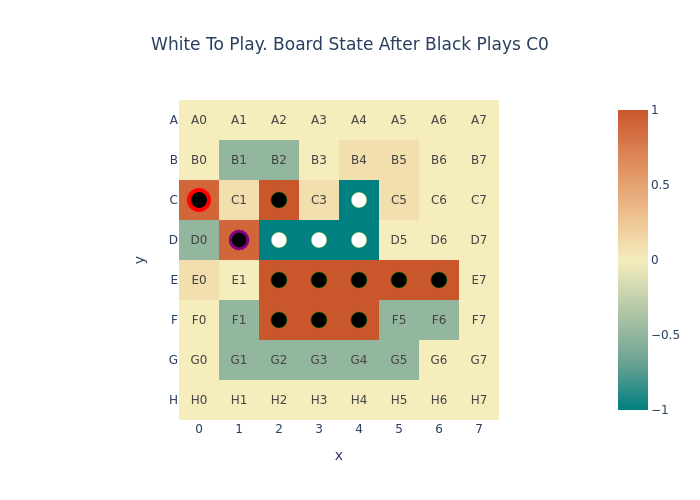 White To Play. Board State After Black Plays C0
A A0 A1 A2 A3 A4 A5 A6 A7
B B0 B1 B2 B3 B4 B5 B6 B7
C C1 C3 C5 C6 C7
D D0 D5 D6 D7
E E0 E1 E7
F F0 F1 F5 F6 F7
G G0 G1 G2 G3 G4 G5 G6 G7
H H0 H1 H2 H3 H4 H5 H6 H7
0 1 2 3 4 5 6 7
x
y
1
0.5
0
−0.5
−1